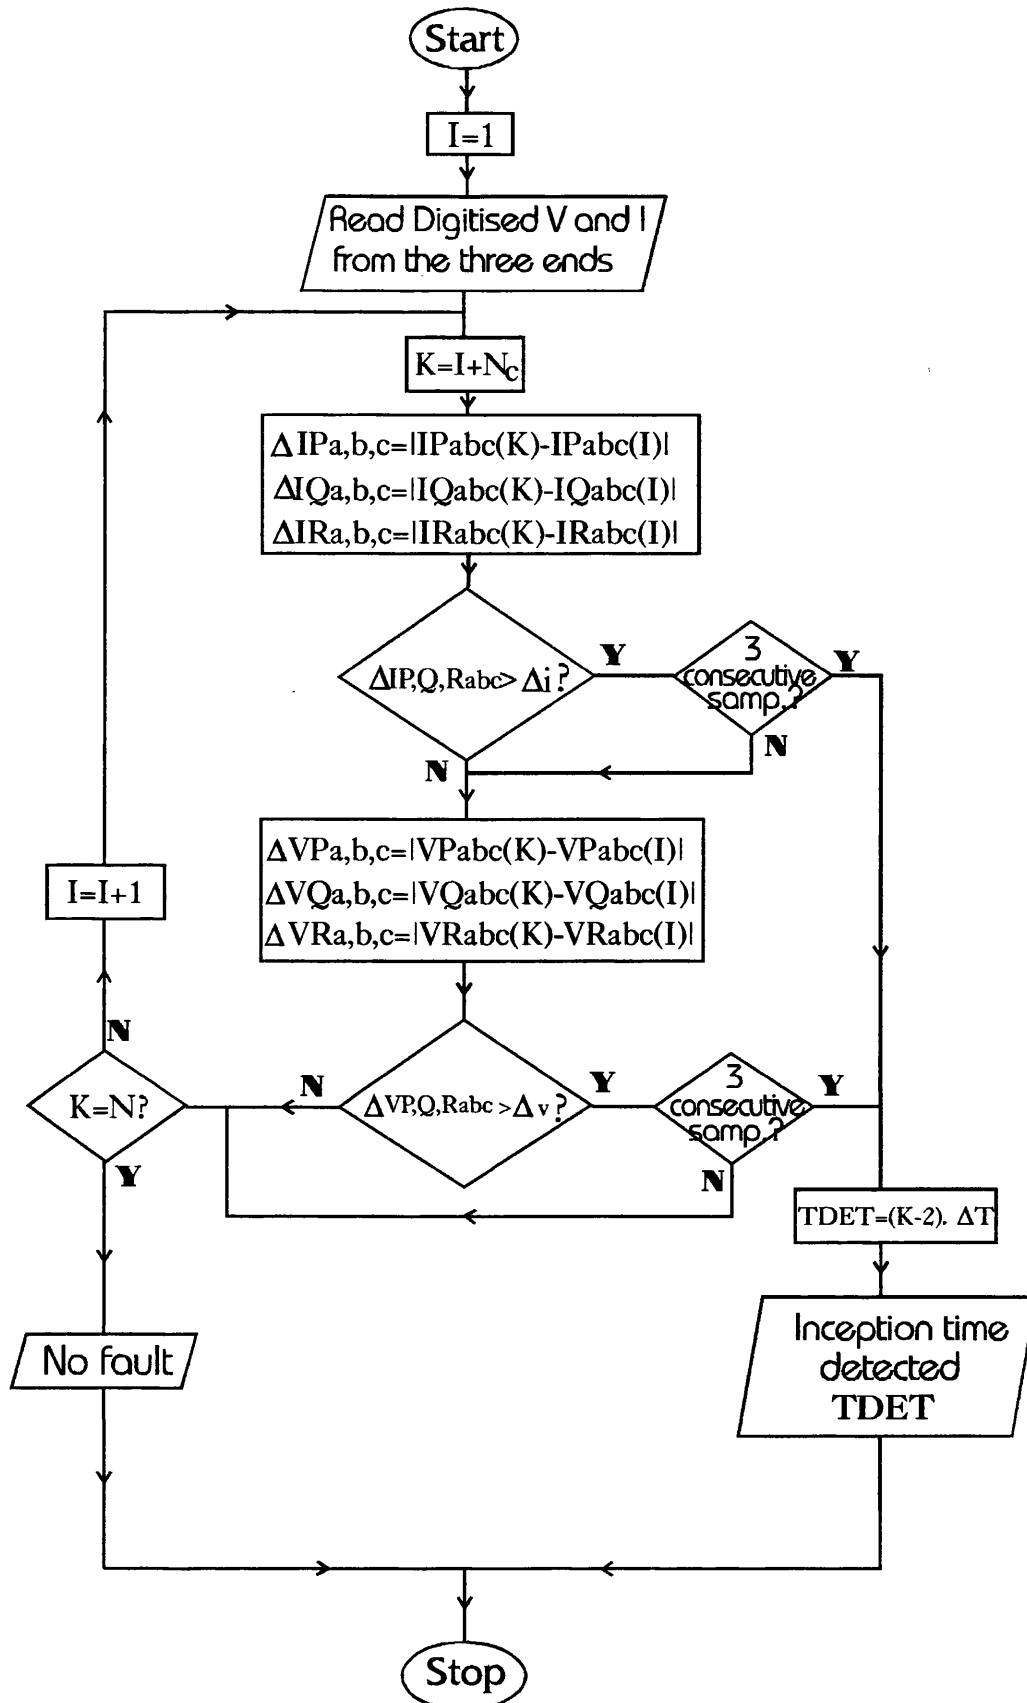 Start
I=1
Read Digitised V and I
from the three ends
K=I+Nc
ΔIPa,b,c=|IPabc(K)-IPabc(I)|
ΔIQa,b,c=|IQabc(K)-IQabc(I)|
ΔIRa,b,c=|IRabc(K)-IRabc(I)|
ΔIP,Q,Rabc>Δi?
Y
3
consecutive
samp.?
Y
N
N
ΔVPa,b,c=|VPabc(K)-VPabc(I)|
ΔVQa,b,c=|VQabc(K)-VQabc(I)|
ΔVRa,b,c=|VRabc(K)-VRabc(I)|
I=I+1
N
K=N?
N
ΔVP,Q,Rabc>Δv?
Y
3
consecutive
samp.?
Y
Y
N
TDET=(K-2). ΔT
No fault
Inception time
detected
TDET
Stop